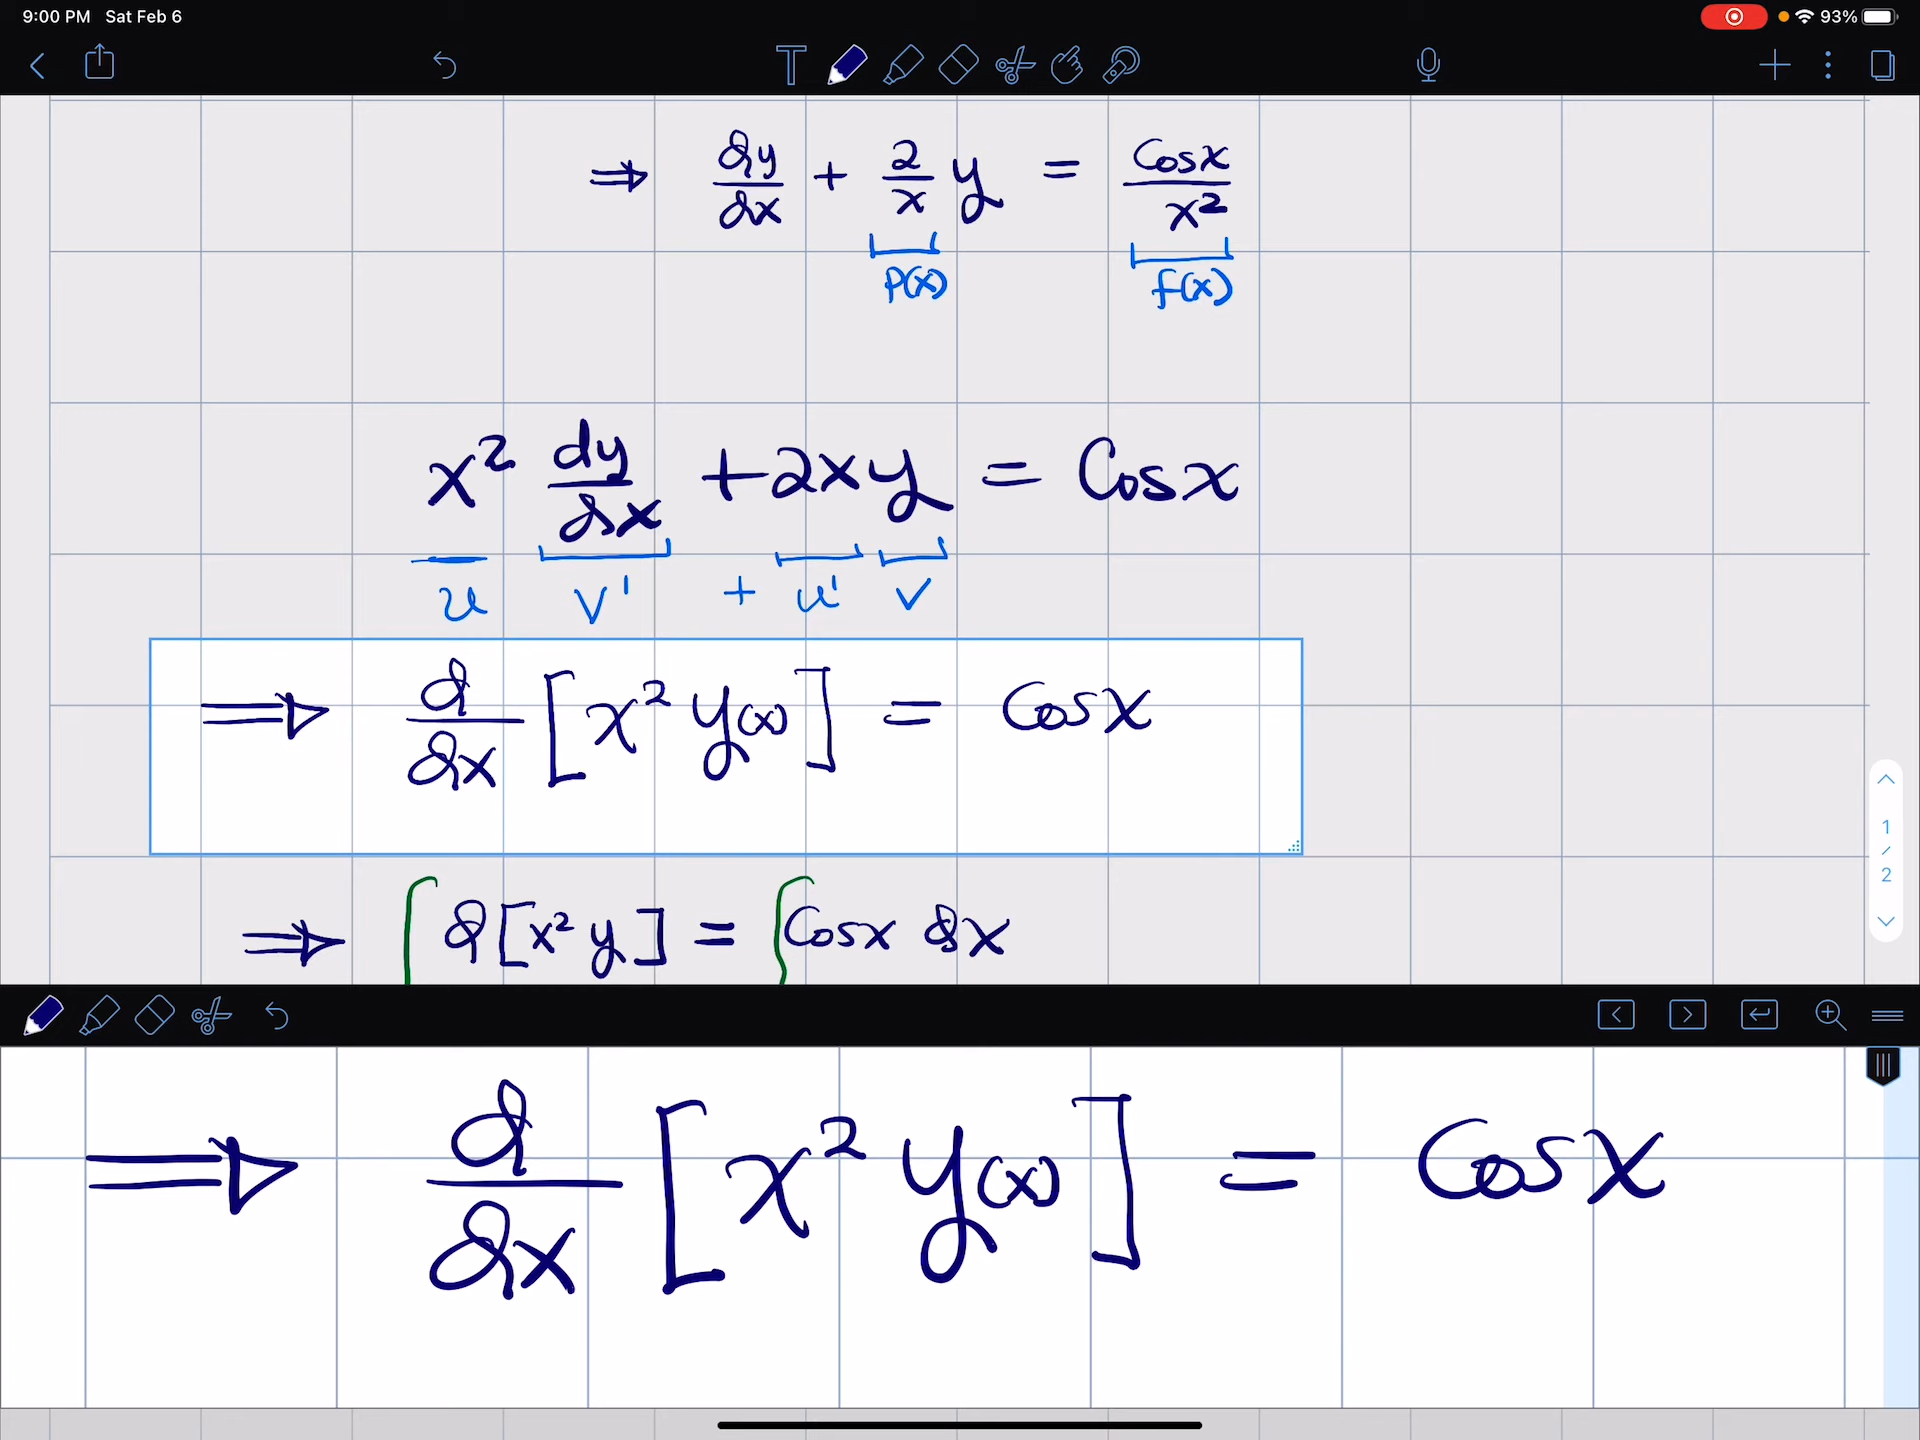 9:00 PM Sat Feb 6 93%
T
⇒ dy/dx + 2/x y = Cosx/x²
P(x) f(x)
x² dy/dx + 2xy = Cosx
u v' + u' v
⟹ d/dx [x² y(x)] = Cosx
⟹ ∫ d[x² y] = ∫ Cosx dx
1 / 2
⟹ d/dx [x² y(x)] = Cosx